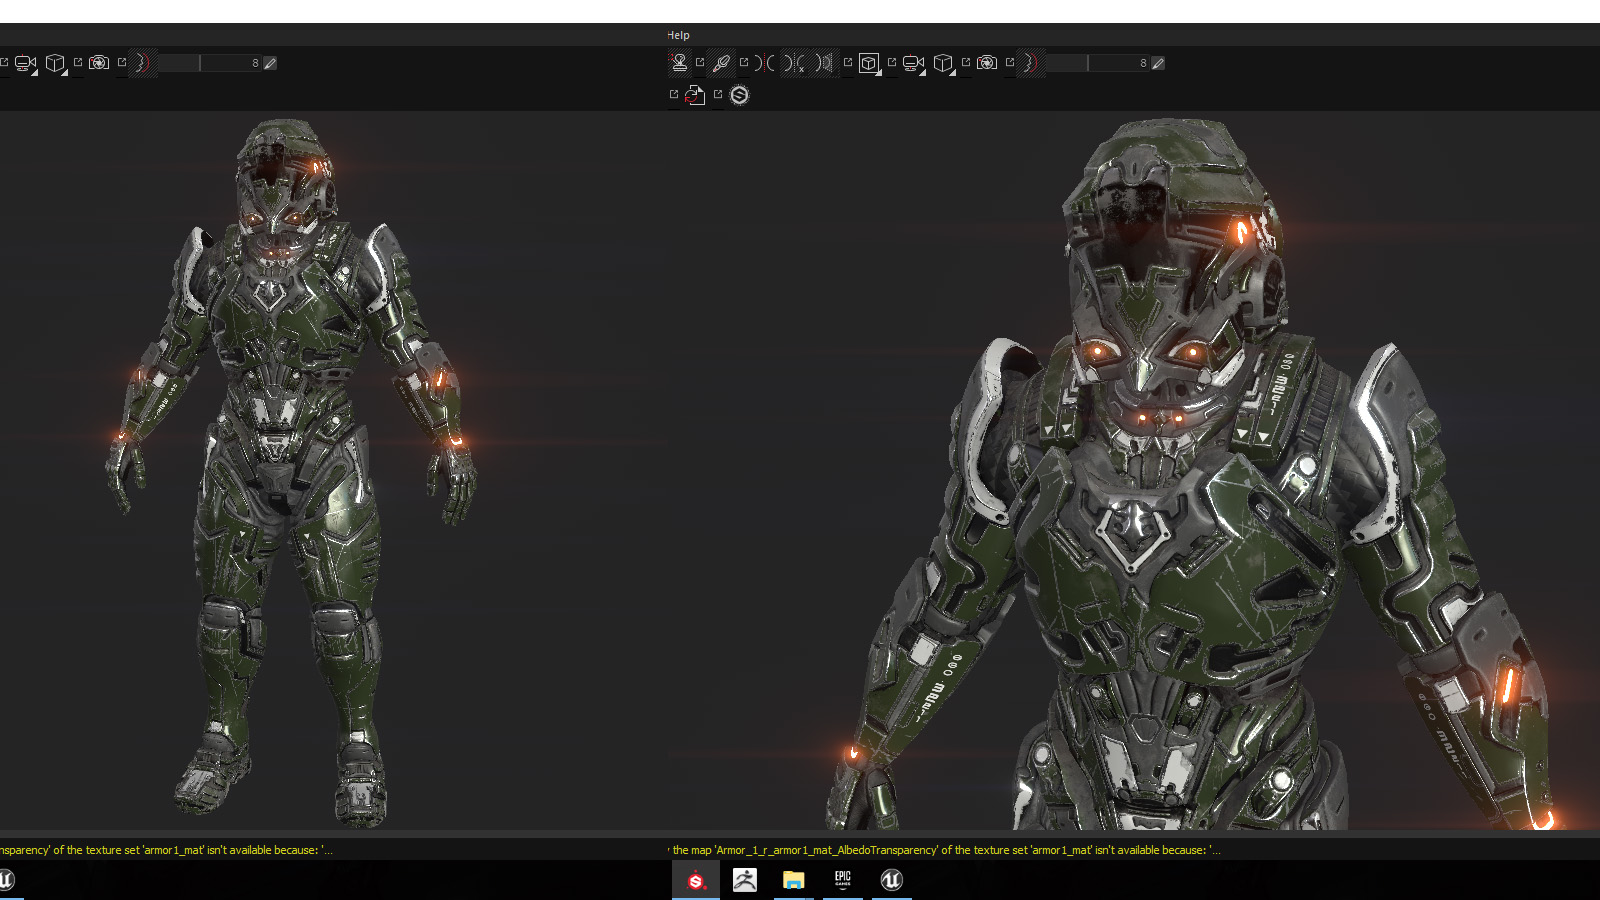 Help
8
8
nsparency' of the texture set 'armor1_mat' isn't available because: '...
the map 'Armor_1_r_armor1_mat_AlbedoTransparency' of the texture set 'armor1_mat' isn't available because: '...
EPIC
GAMES